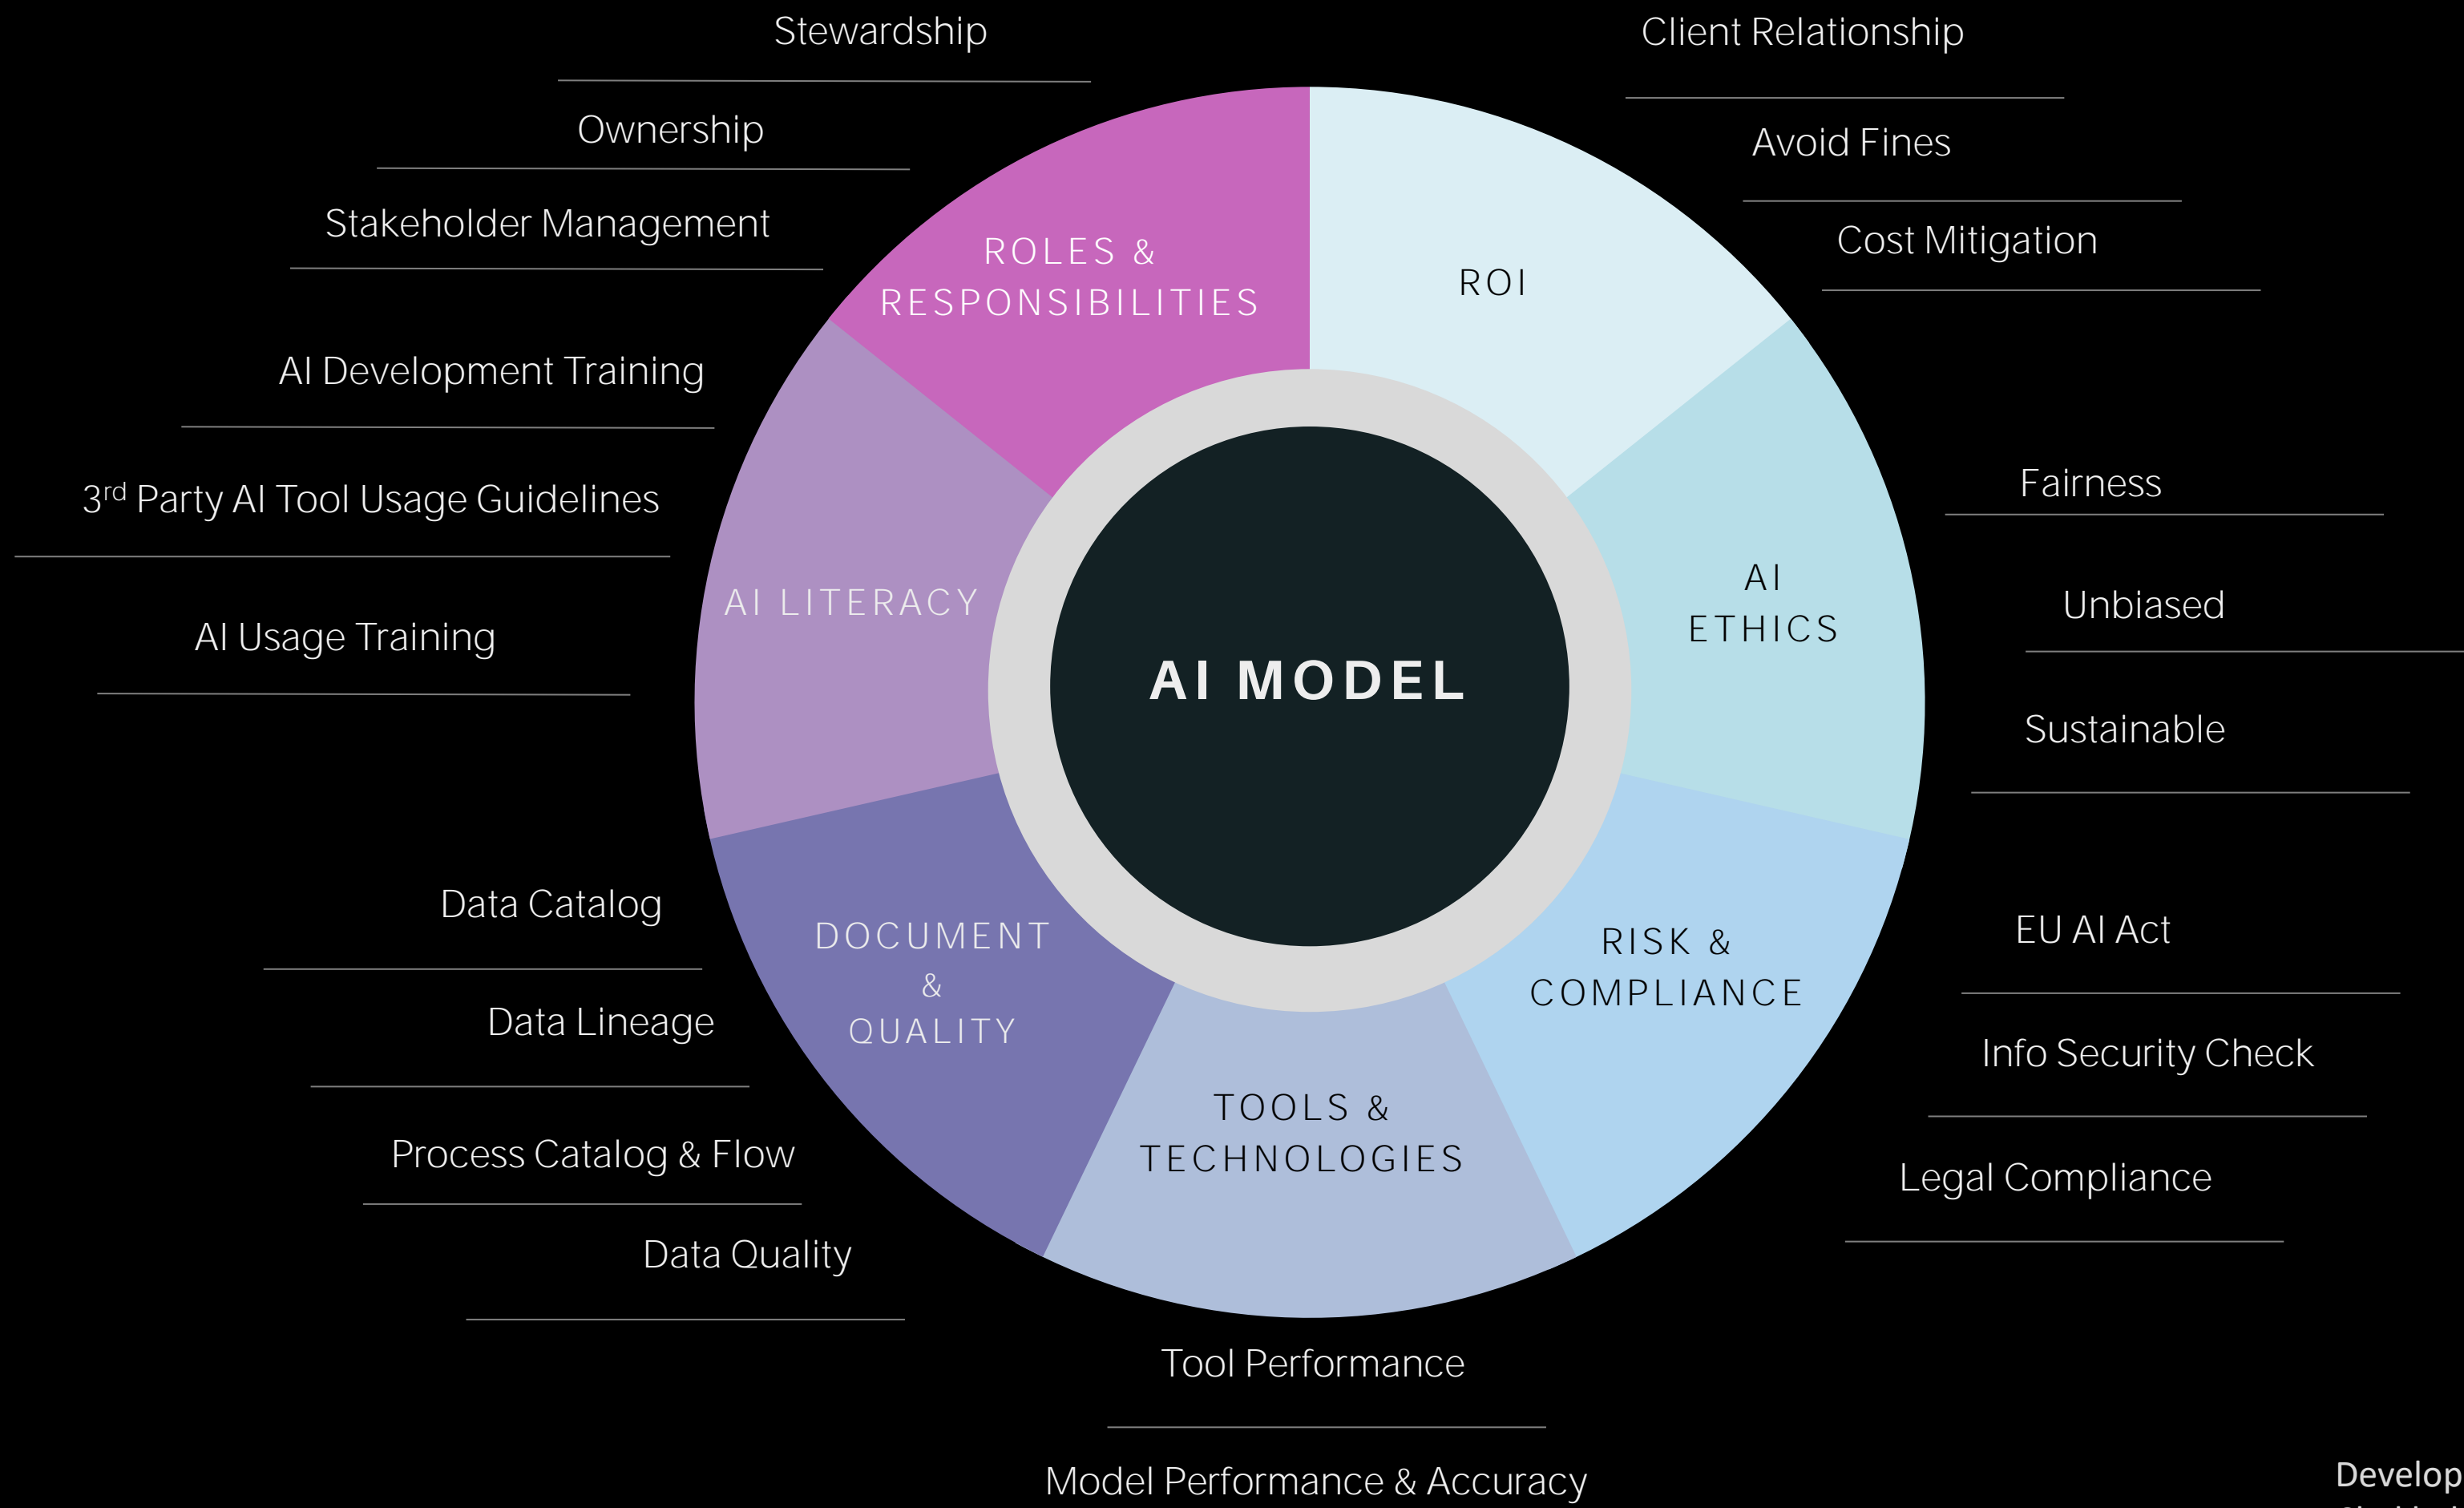 Stewardship
Ownership
Stakeholder Management
AI Development Training
3rd Party AI Tool Usage Guidelines
AI Usage Training
Data Catalog
Data Lineage
Process Catalog & Flow
Data Quality
ROLES &
RESPONSIBILITIES
ROI
AI LITERACY
AI
ETHICS
AI MODEL
DOCUMENT
&
QUALITY
RISK &
COMPLIANCE
TOOLS &
TECHNOLOGIES
Client Relationship
Avoid Fines
Cost Mitigation
Fairness
Unbiased
Sustainable
EU AI Act
Info Security Check
Legal Compliance
Tool Performance
Model Performance & Accuracy
Develop